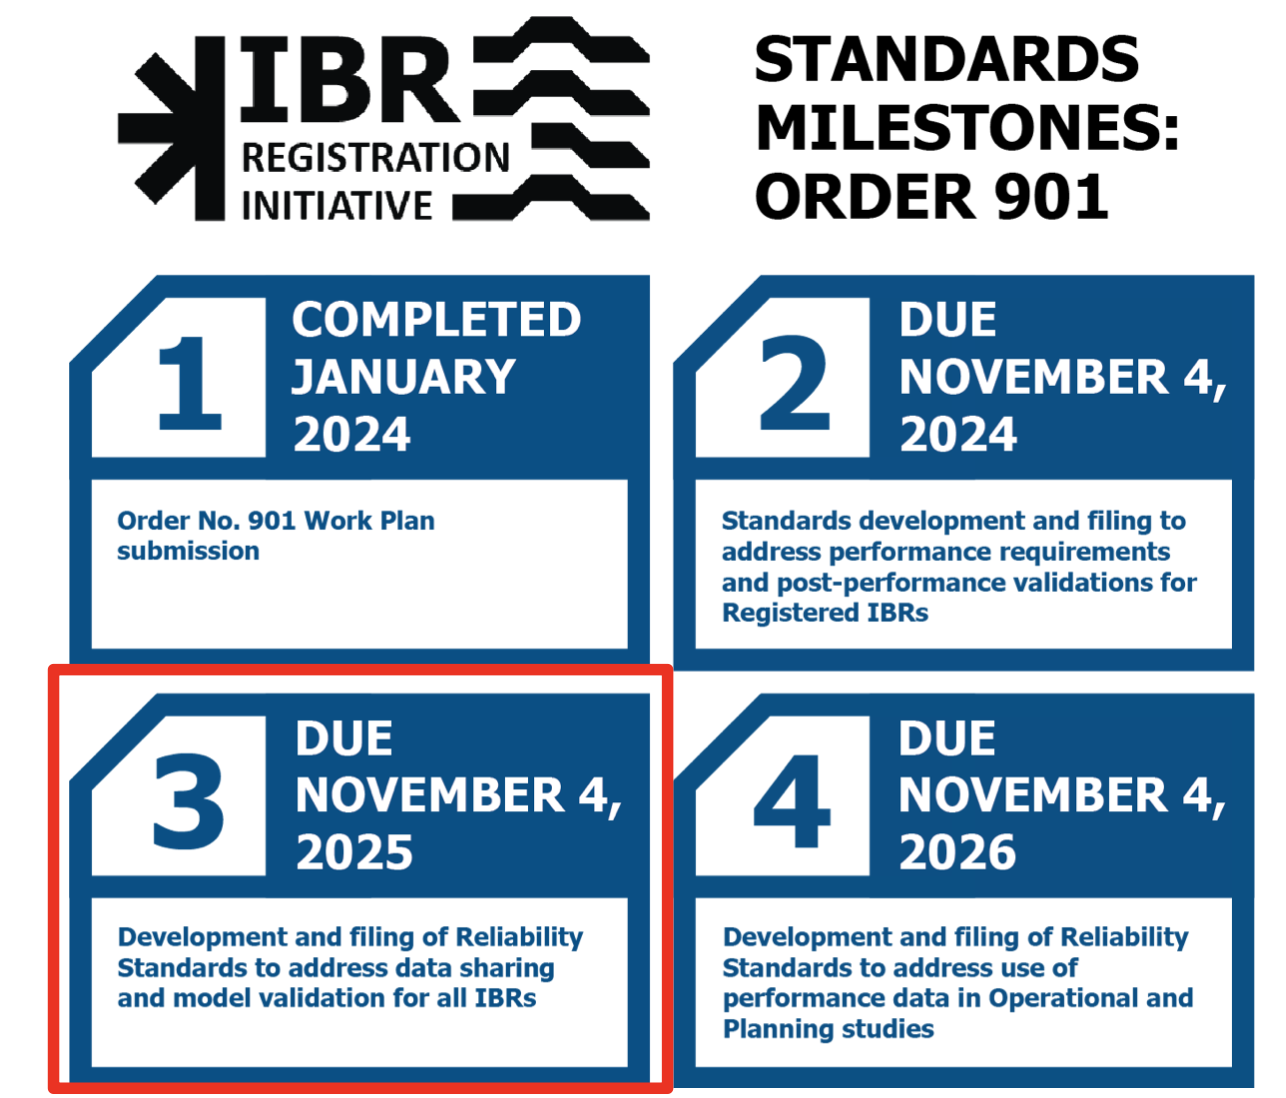 IBR
REGISTRATION
INITIATIVE
STANDARDS
MILESTONES:
ORDER 901
1
COMPLETED
JANUARY
2024
Order No. 901 Work Plan
submission
2
DUE
NOVEMBER 4,
2024
Standards development and filing to
address performance requirements
and post-performance validations for
Registered IBRs
3
DUE
NOVEMBER 4,
2025
Development and filing of Reliability
Standards to address data sharing
and model validation for all IBRs
4
DUE
NOVEMBER 4,
2026
Development and filing of Reliability
Standards to address use of
performance data in Operational and
Planning studies